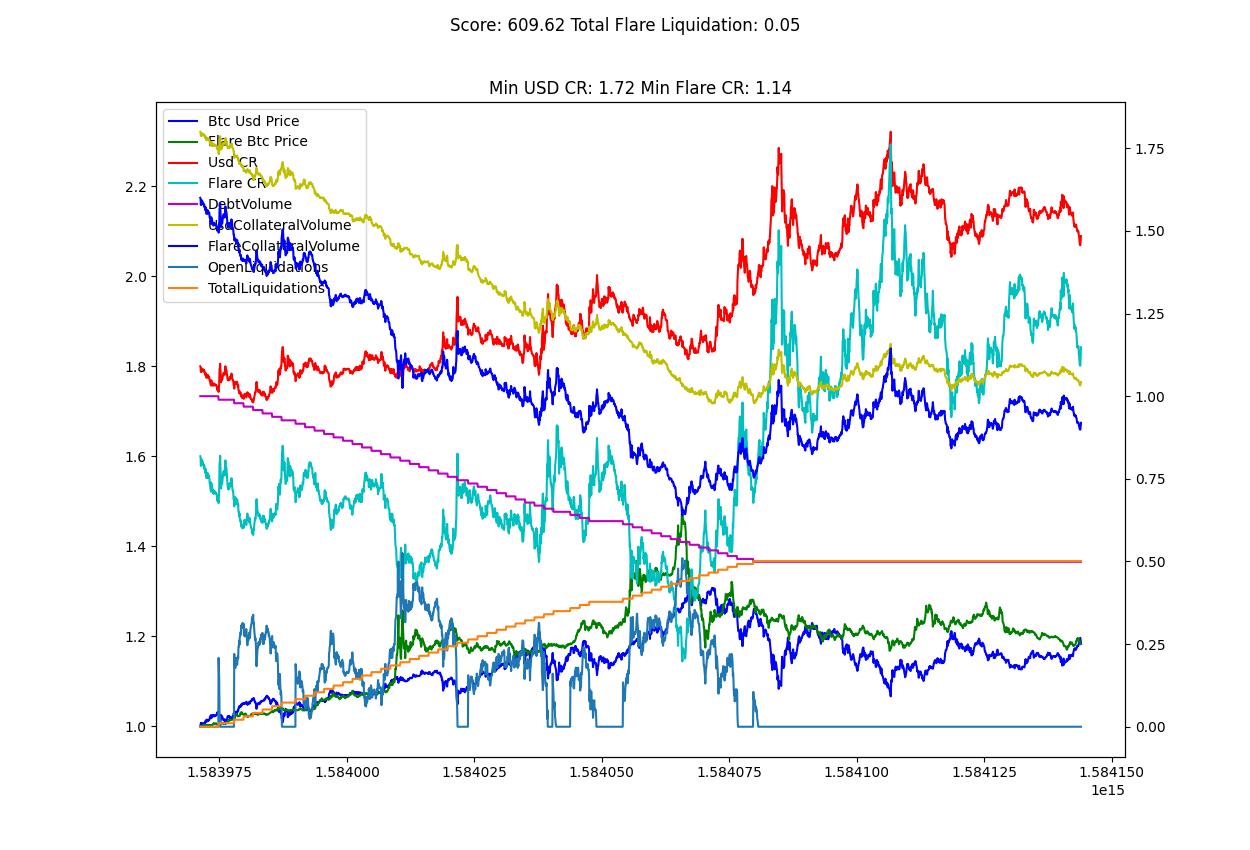 Score: 609.62 Total Flare Liquidation: 0.05
Min USD CR: 1.72 Min Flare CR: 1.14
Btc Usd Price
Flare Btc Price
Usd CR
Flare CR
DebtVolume
UsdCollateralVolume
FlareCollateralVolume
OpenLiquidations
TotalLiquidations
2.2
2.0
1.8
1.6
1.4
1.2
1.0
1.75
1.50
1.25
1.00
0.75
0.50
0.25
0.00
1.583975 1.584000 1.584025 1.584050 1.584075 1.584100 1.584125 1.584150
1e15